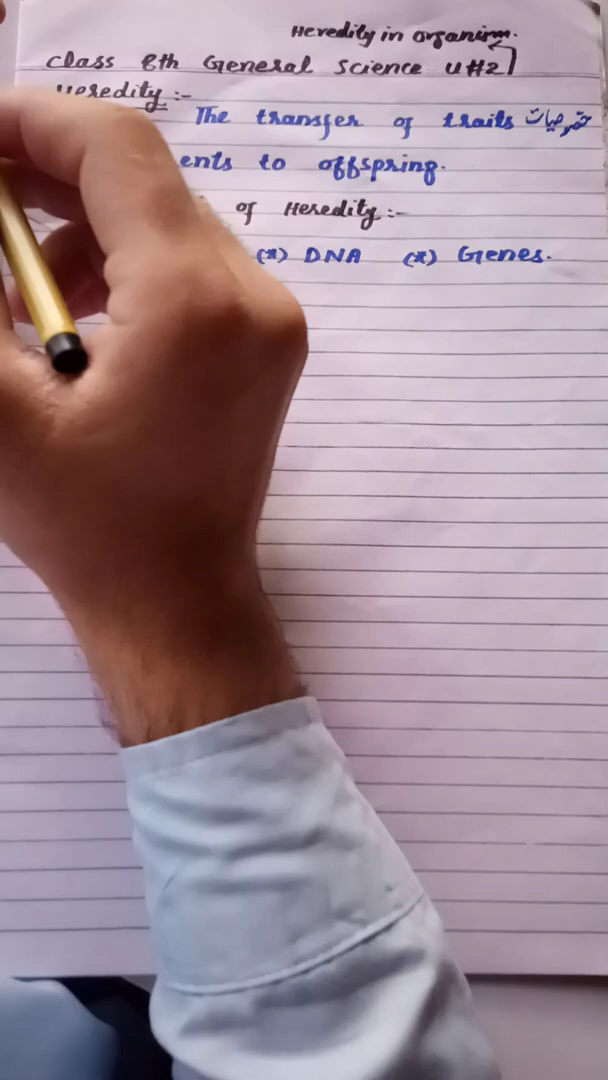 Heredity in organism.
Class 8th General Science U#2
Heredity :-
The transfer of traits خصوصیات
ents to offspring.
of Heredity :-
(*) DNA (*) Genes.